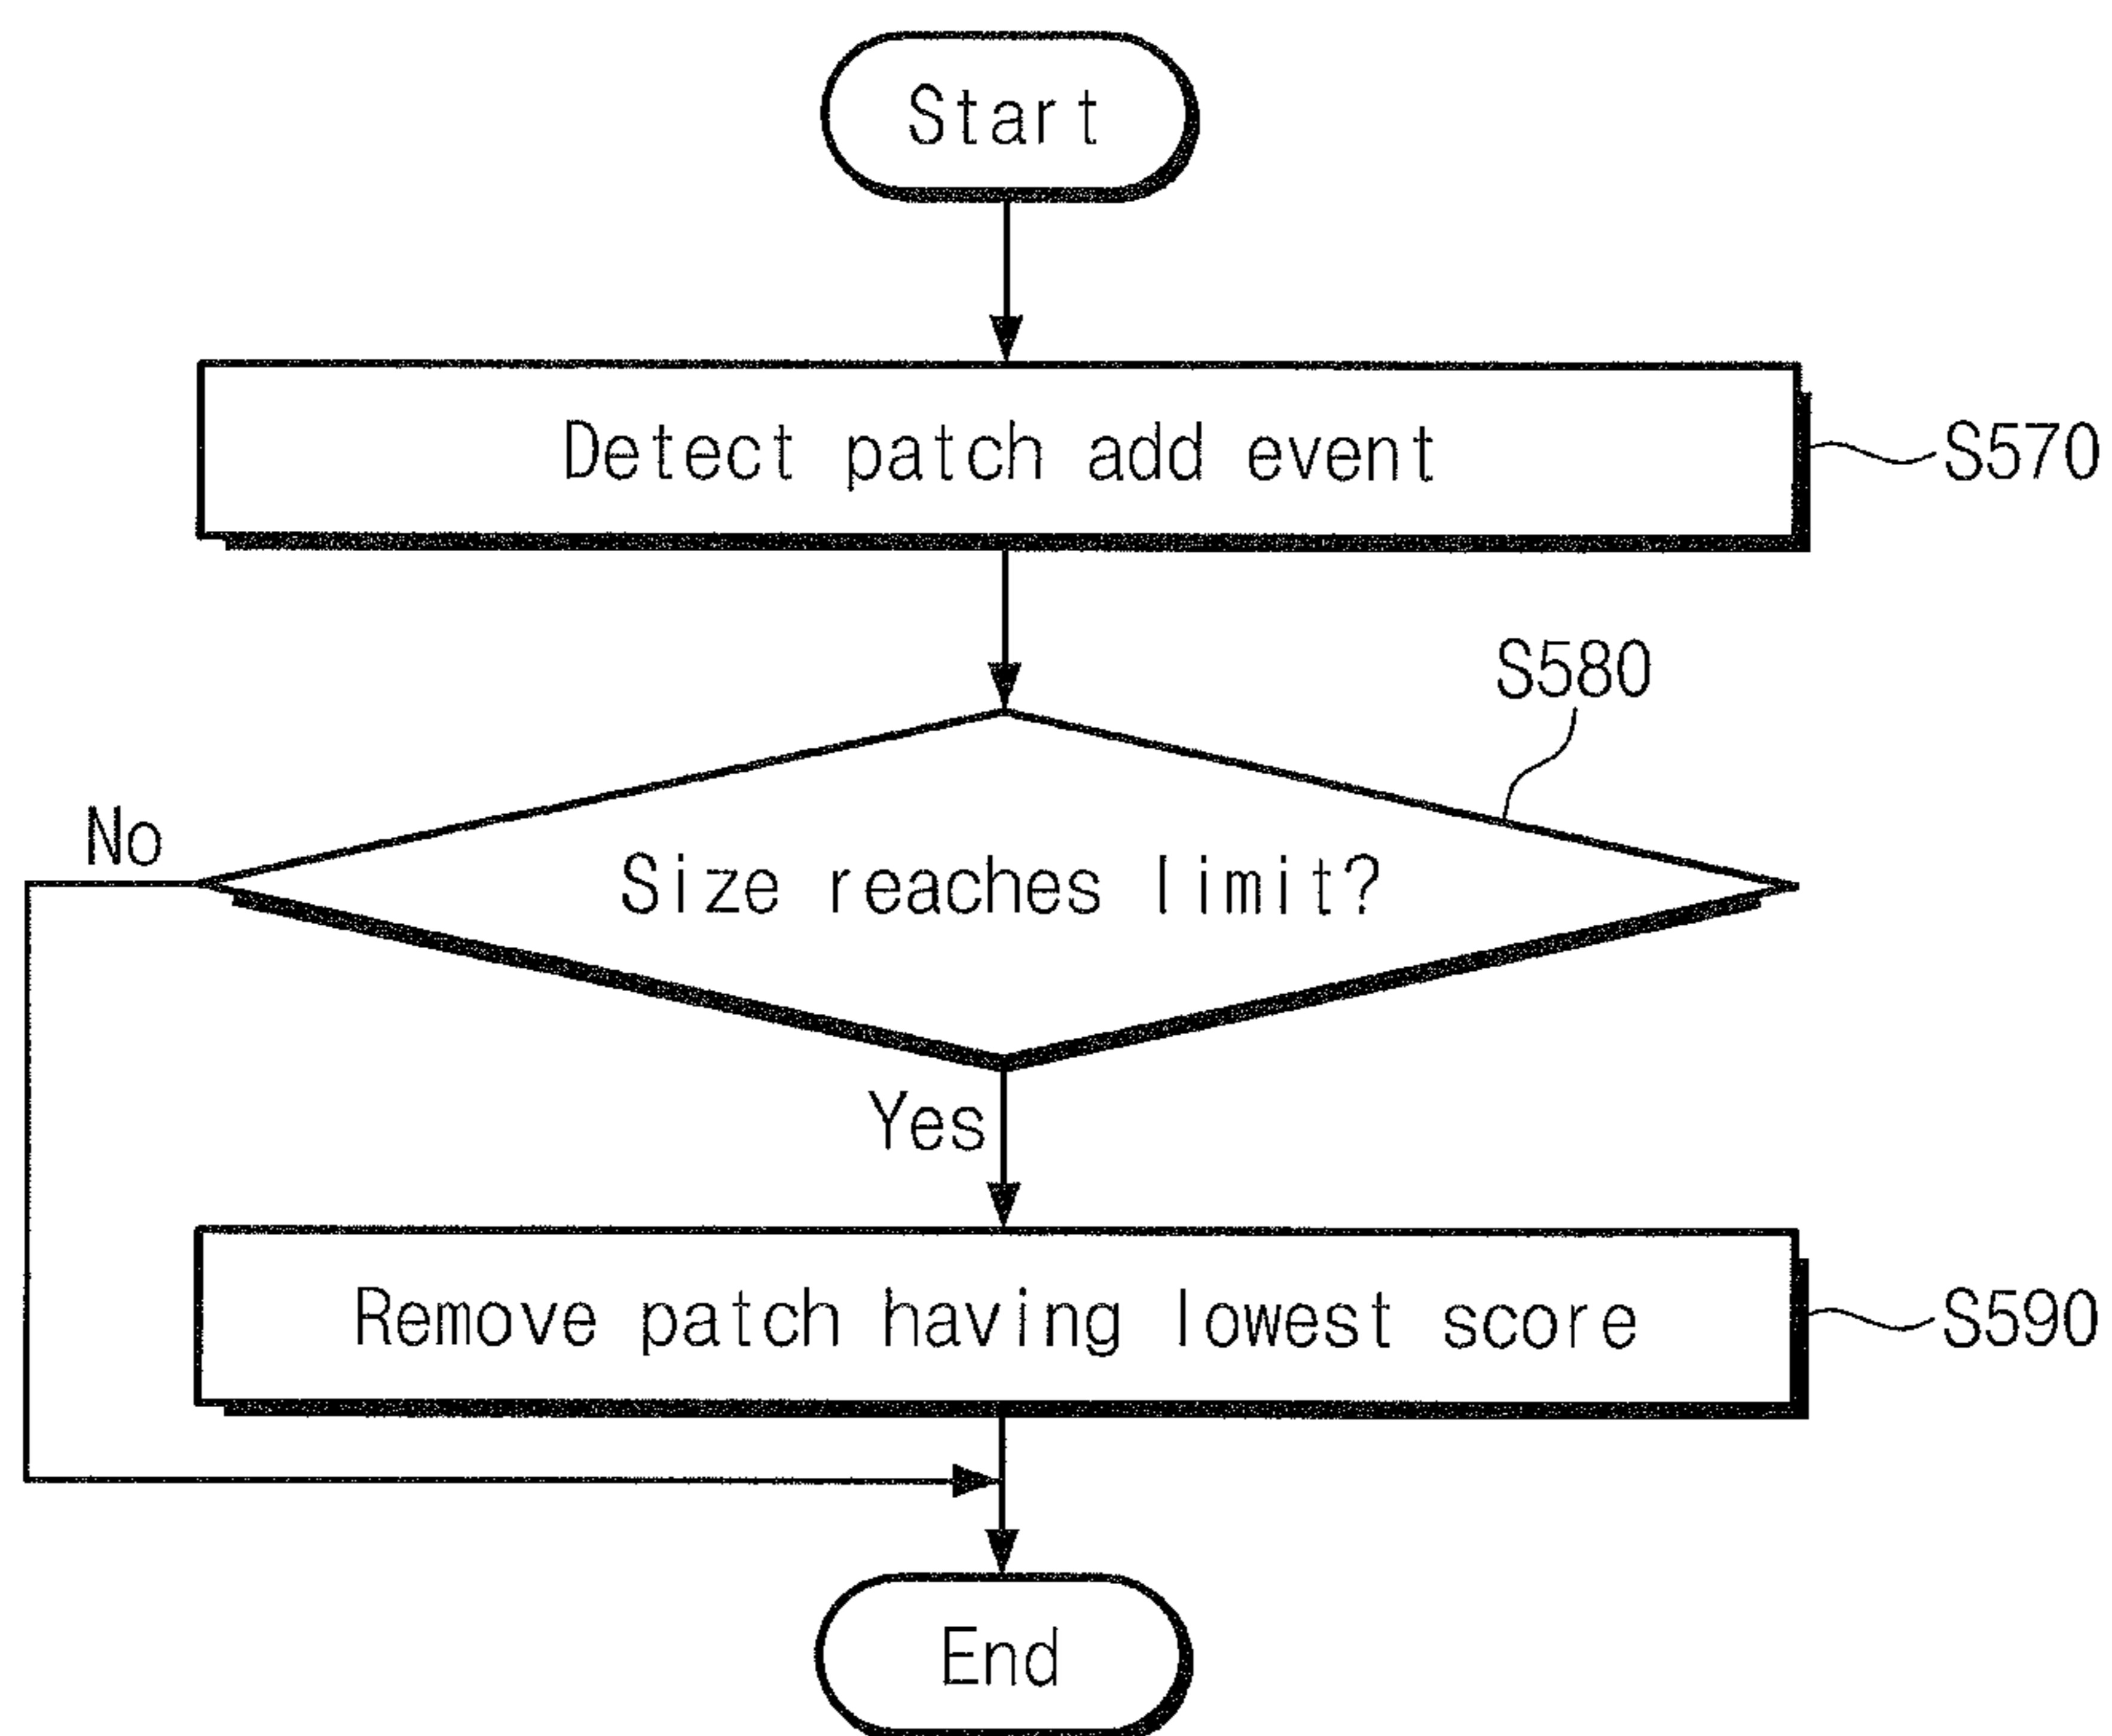 Start
Detect patch add event
S570
S580
No
Size reaches limit?
Yes
Remove patch having lowest score
S590
End